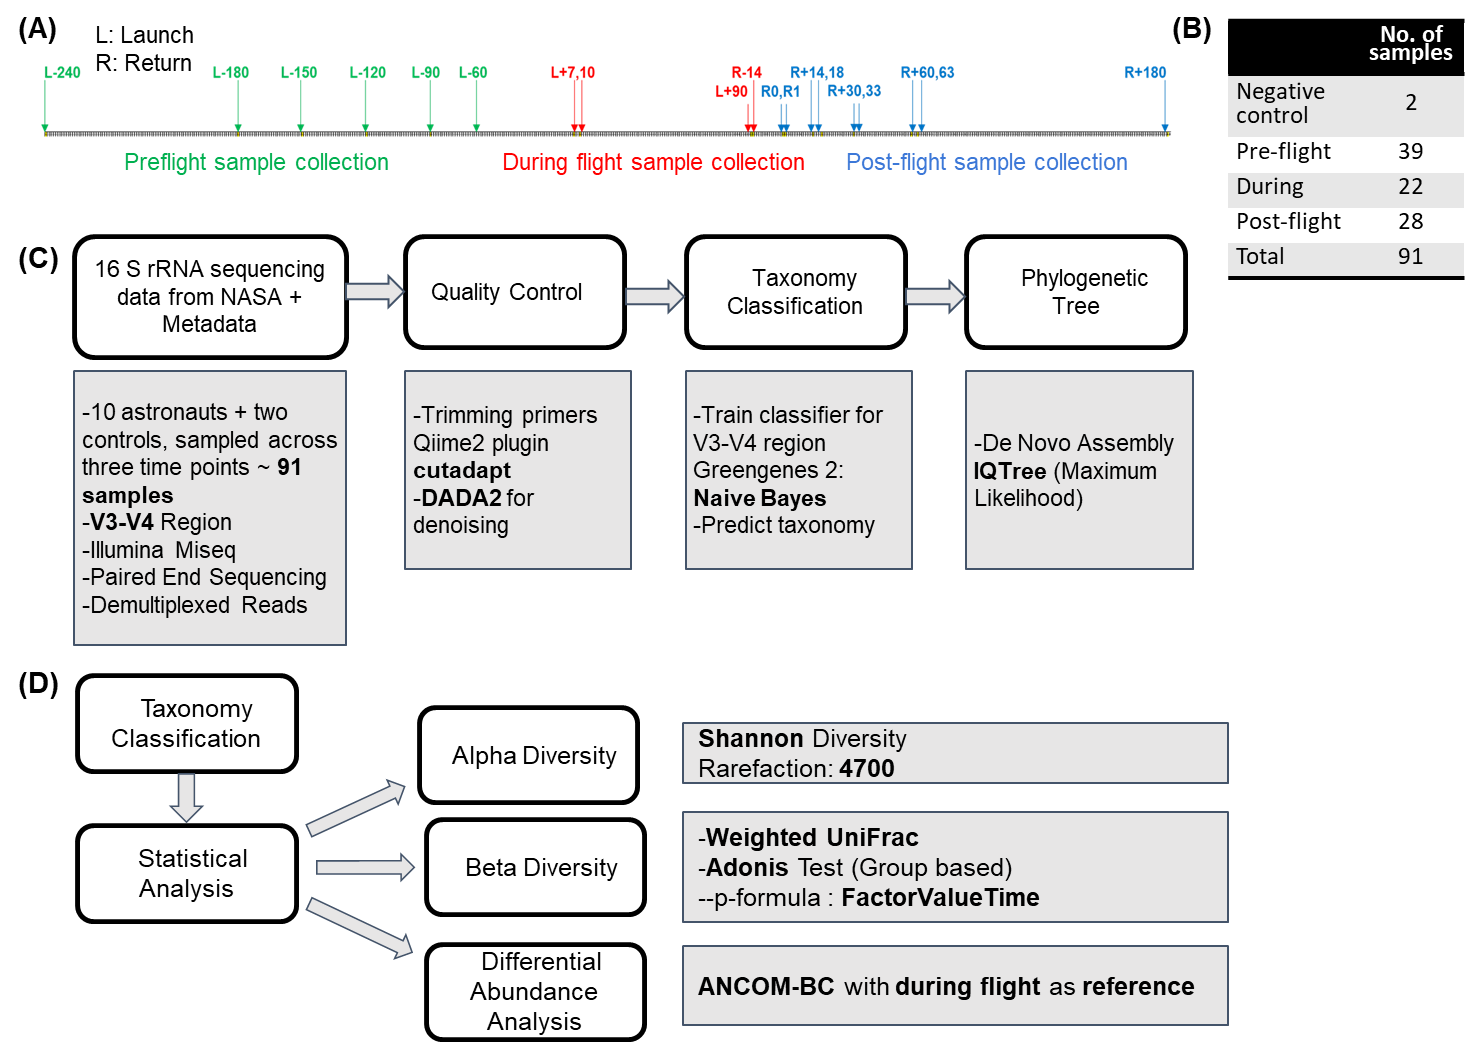 (A)
L: Launch
R: Return
L-240
L-180
L-150
L-120
L-90
L-60
L+7,10
R-14
L+90
R0,R1
R+14,18
R+30,33
R+60,63
R+180
Preflight sample collection
During flight sample collection
Post-flight sample collection
(B)
No. of
samples
Negative
control
2
Pre-flight 39
During 22
Post-flight 28
Total 91
(C)
16 S rRNA sequencing
data from NASA +
Metadata
Quality Control
Taxonomy
Classification
Phylogenetic
Tree
-10 astronauts + two
controls, sampled across
three time points ~ 91
samples
-V3-V4 Region
-Illumina Miseq
-Paired End Sequencing
-Demultiplexed Reads
-Trimming primers
Qiime2 plugin
cutadapt
-DADA2 for
denoising
-Train classifier for
V3-V4 region
Greengenes 2:
Naive Bayes
-Predict taxonomy
-De Novo Assembly
IQTree (Maximum
Likelihood)
(D)
Taxonomy
Classification
Statistical
Analysis
Alpha Diversity
Shannon Diversity
Rarefaction: 4700
Beta Diversity
-Weighted UniFrac
-Adonis Test (Group based)
--p-formula : FactorValueTime
Differential
Abundance
Analysis
ANCOM-BC with during flight as reference